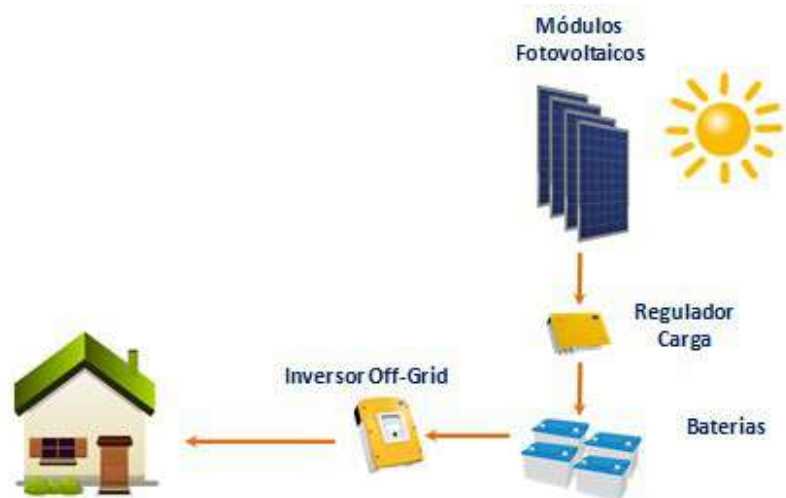 Módulos
Fotovoltaicos
Regulador
Carga
Inversor Off-Grid
Baterias